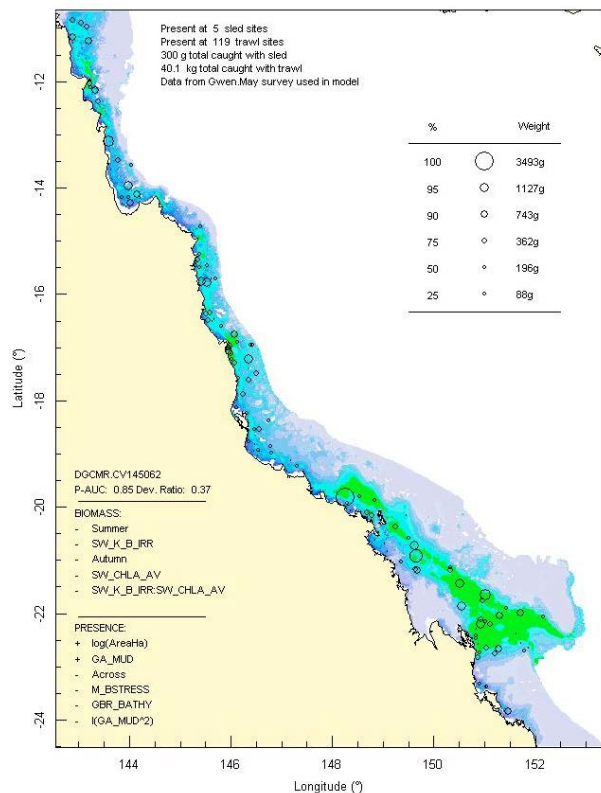 Present at 5 sled sites
Present at 119 trawl sites
300 g total caught with sled
40.1 kg total caught with trawl
Data from Gwen.May survey used in model
% Weight
100 3493g
95 1127g
90 743g
75 362g
50 196g
25 88g
-12
-14
-16
-18
-20
-22
-24
Latitude (°)
DGCMR.CV145062
P-AUC: 0.85 Dev. Ratio: 0.37
BIOMASS:
- Summer
- SW_K_B_IRR
- Autumn
- SW_CHLA_AV
- SW_K_B_IRR:SW_CHLA_AV
PRESENCE:
+ log(AreaHa)
+ GA_MUD
- Across
- M_BSTRESS
- GBR_BATHY
- I(GA_MUD^2)
144 146 148 150 152
Longitude (°)